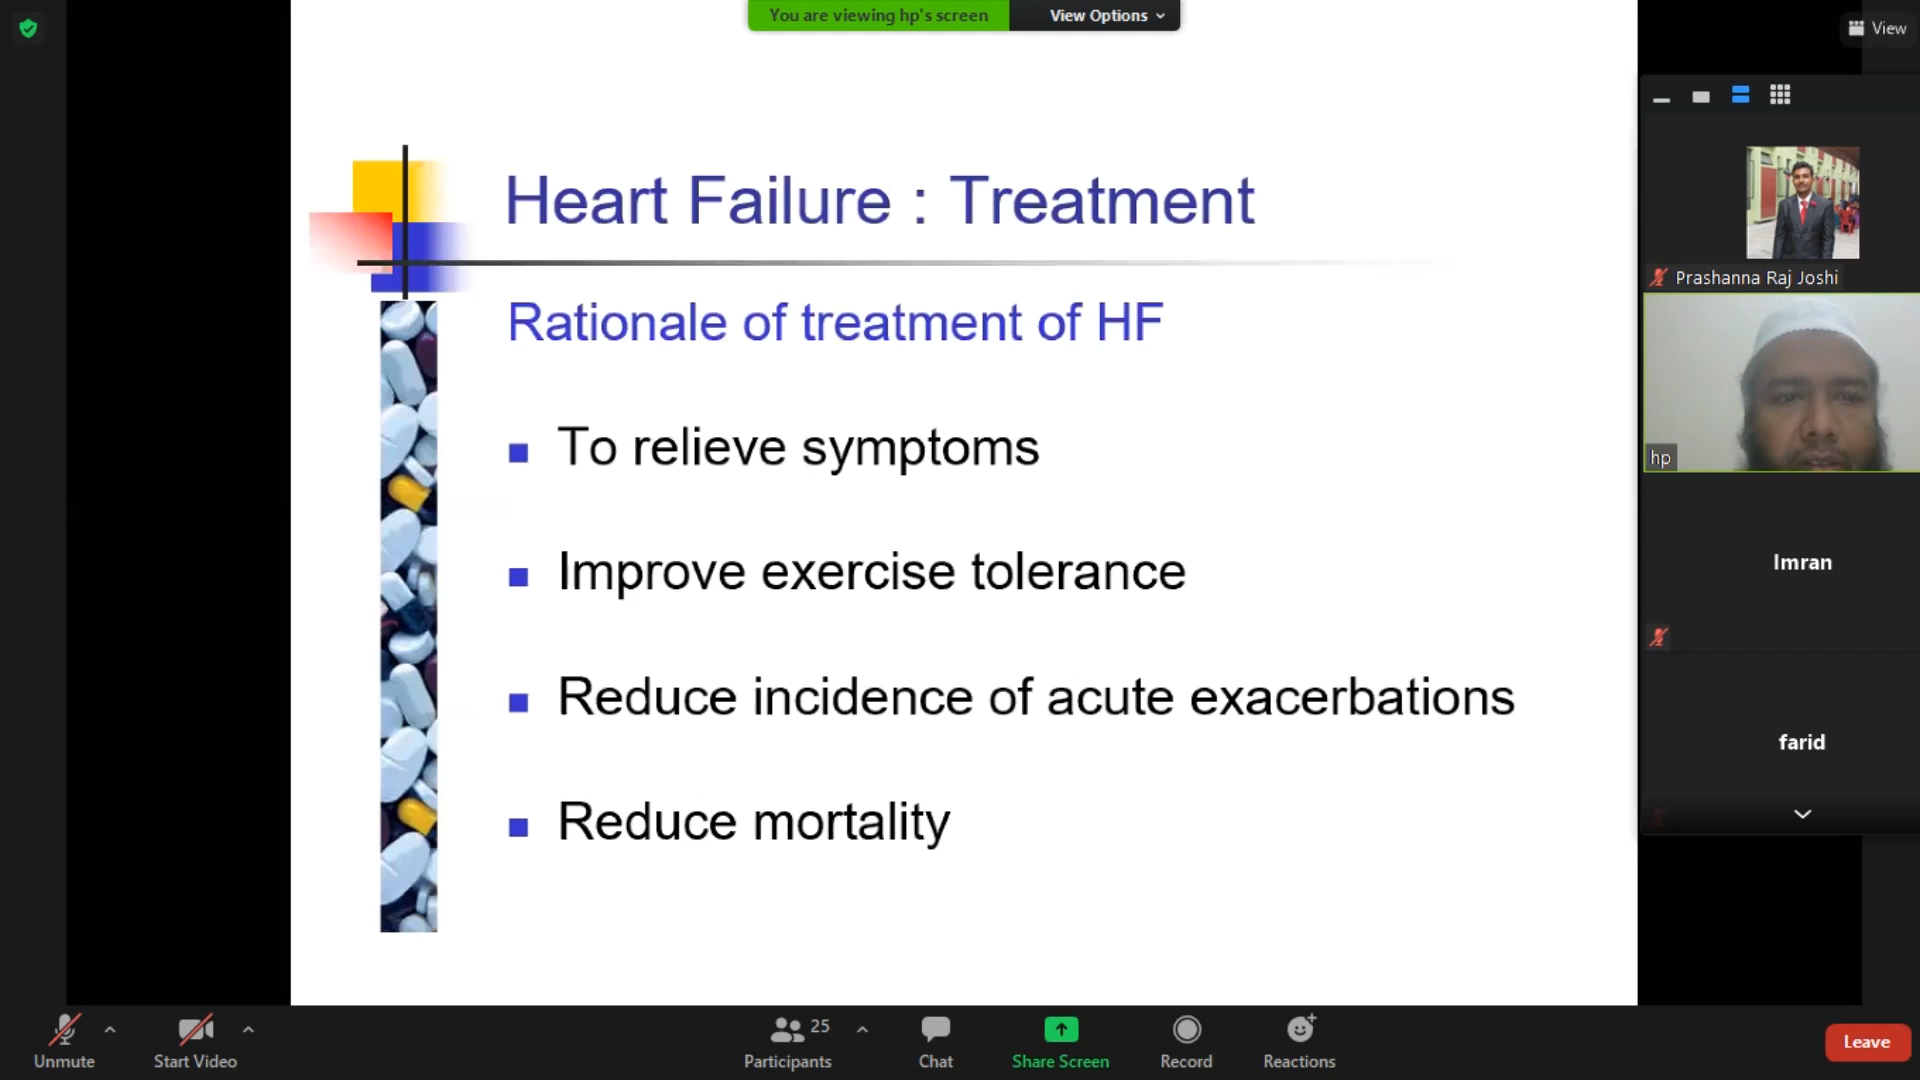 You are viewing hp's screen
View Options
View
Heart Failure : Treatment
Rationale of treatment of HF
To relieve symptoms
Improve exercise tolerance
Reduce incidence of acute exacerbations
Reduce mortality
Prashanna Raj Joshi
hp
Imran
farid
Unmute
Start Video
25
Participants
Chat
Share Screen
Record
Reactions
Leave